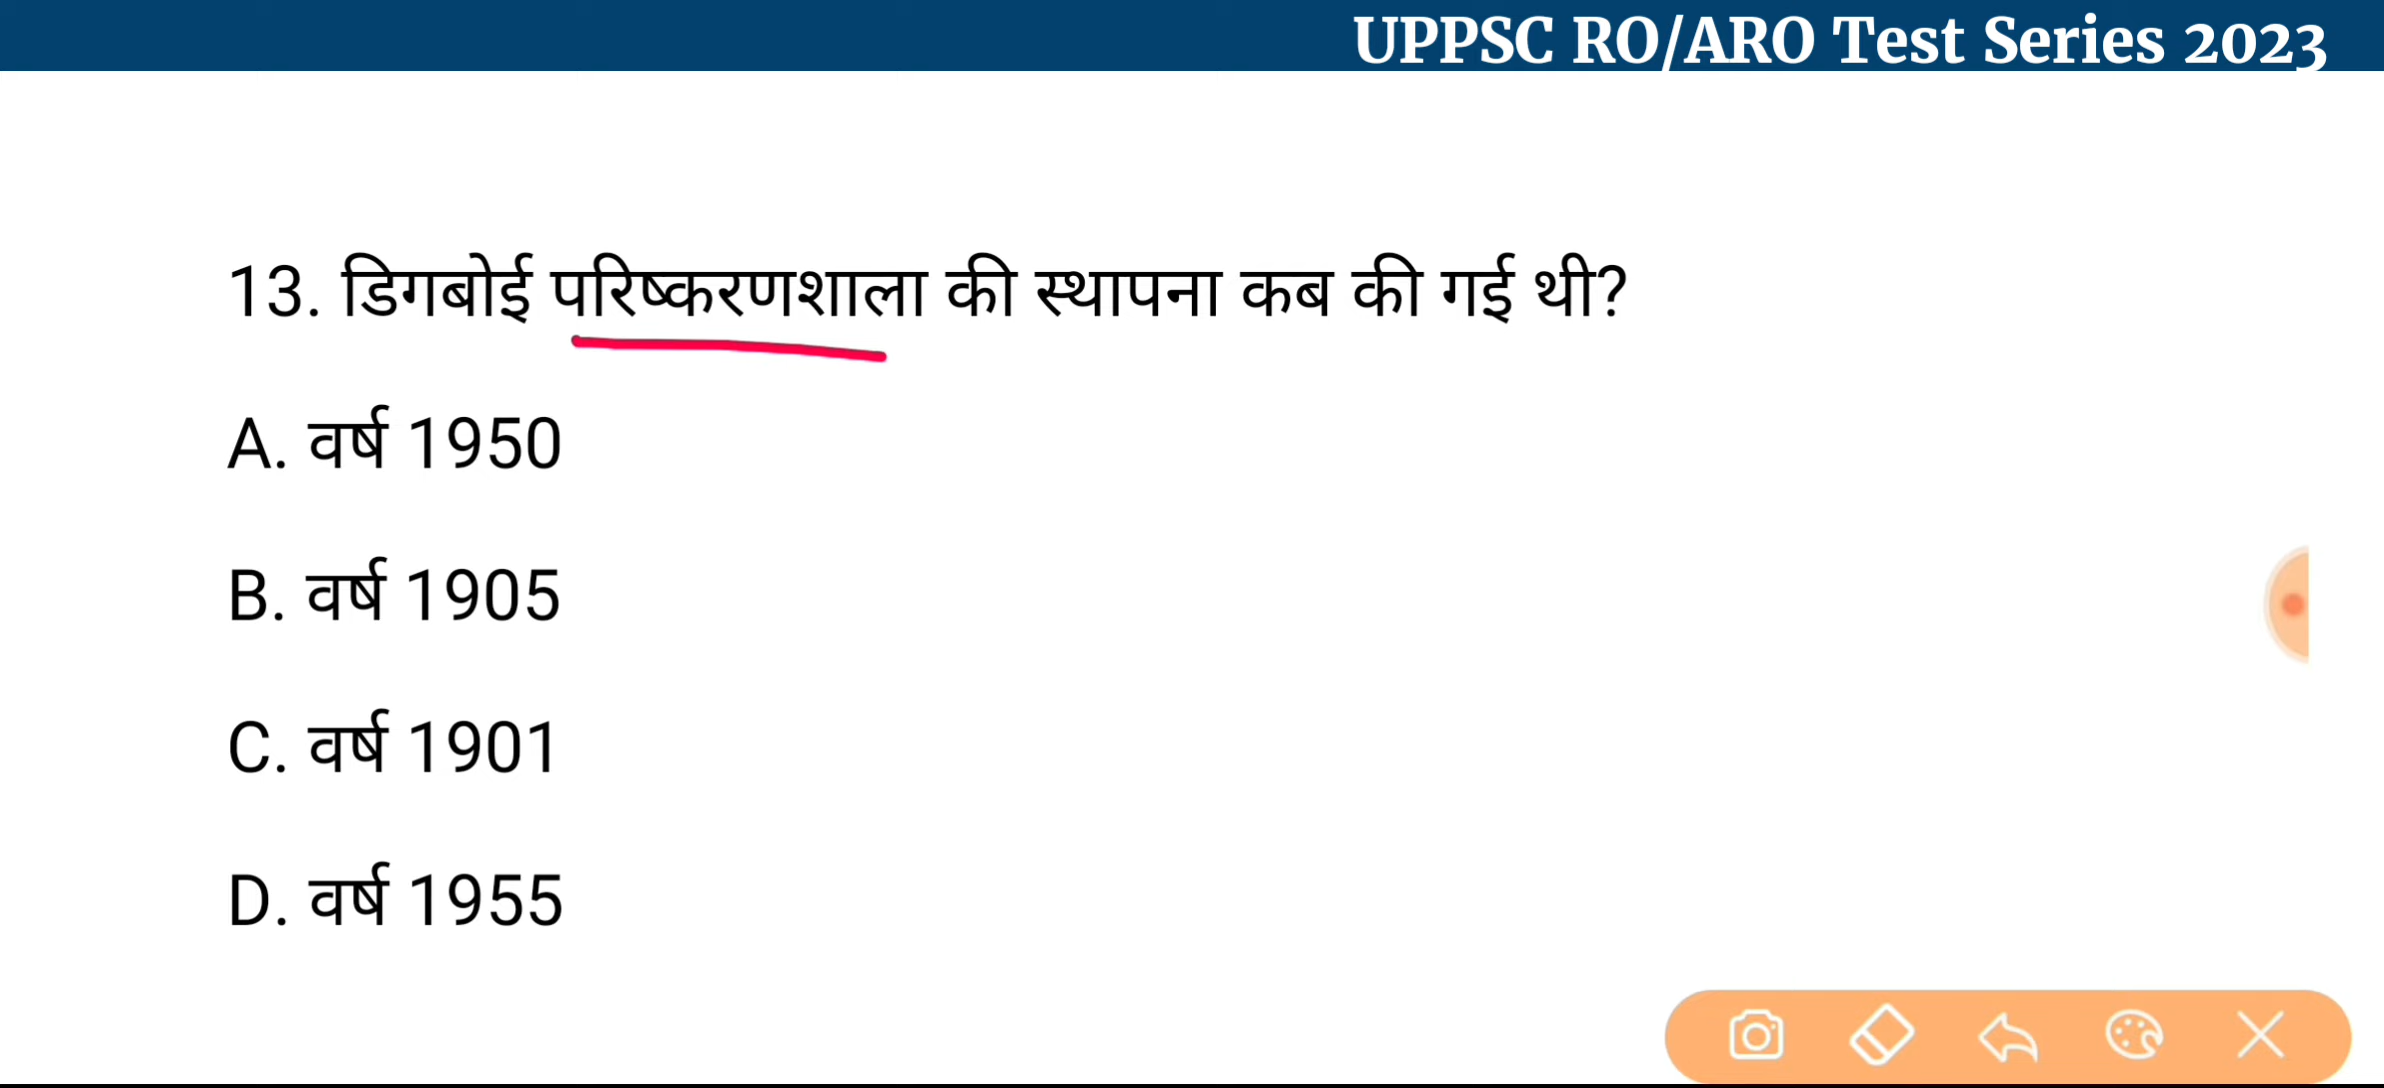 UPPSC RO/ARO Test Series 2023
13. डिगबोई परिष्करणशाला की स्थापना कब की गई थी?
A. वर्ष 1950
B. वर्ष 1905
C. वर्ष 1901
D. वर्ष 1955